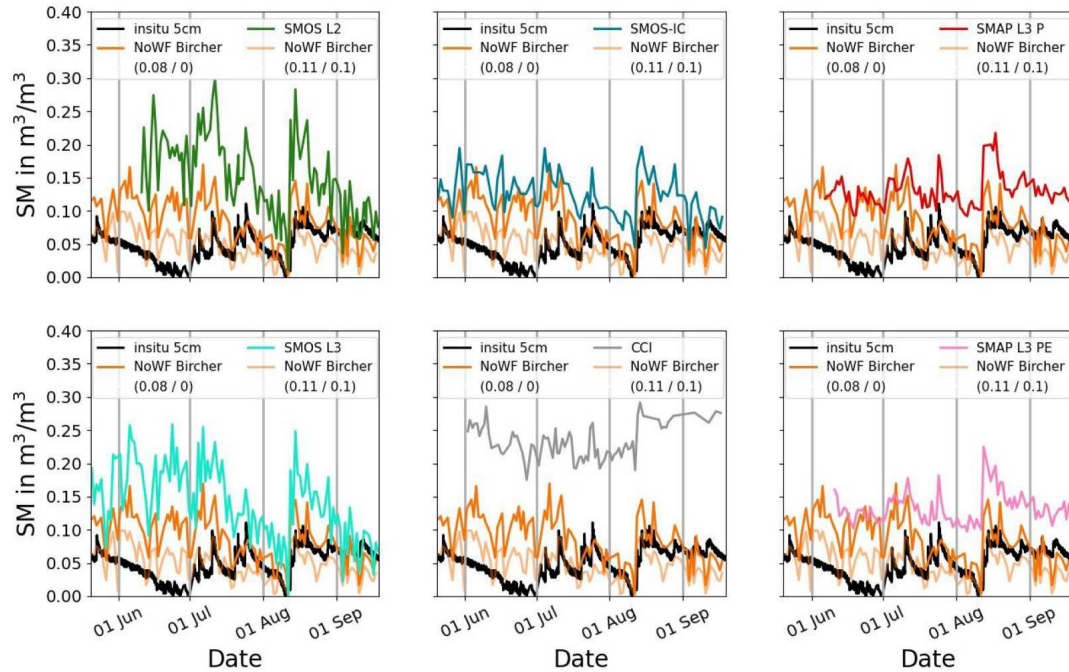 0.40
0.35
0.30
0.25
0.20
0.15
0.10
0.05
0.00
SM in m³/m³
insitu 5cm SMOS L2
NoWF Bircher NoWF Bircher
(0.08 / 0) (0.11 / 0.1)
insitu 5cm SMOS-IC
NoWF Bircher NoWF Bircher
(0.08 / 0) (0.11 / 0.1)
insitu 5cm SMAP L3 P
NoWF Bircher NoWF Bircher
(0.08 / 0) (0.11 / 0.1)
0.40
0.35
0.30
0.25
0.20
0.15
0.10
0.05
0.00
SM in m³/m³
insitu 5cm SMOS L3
NoWF Bircher NoWF Bircher
(0.08 / 0) (0.11 / 0.1)
01 Jun 01 Jul 01 Aug 01 Sep
Date
insitu 5cm CCI
NoWF Bircher NoWF Bircher
(0.08 / 0) (0.11 / 0.1)
01 Jun 01 Jul 01 Aug 01 Sep
Date
insitu 5cm SMAP L3 PE
NoWF Bircher NoWF Bircher
(0.08 / 0) (0.11 / 0.1)
01 Jun 01 Jul 01 Aug 01 Sep
Date